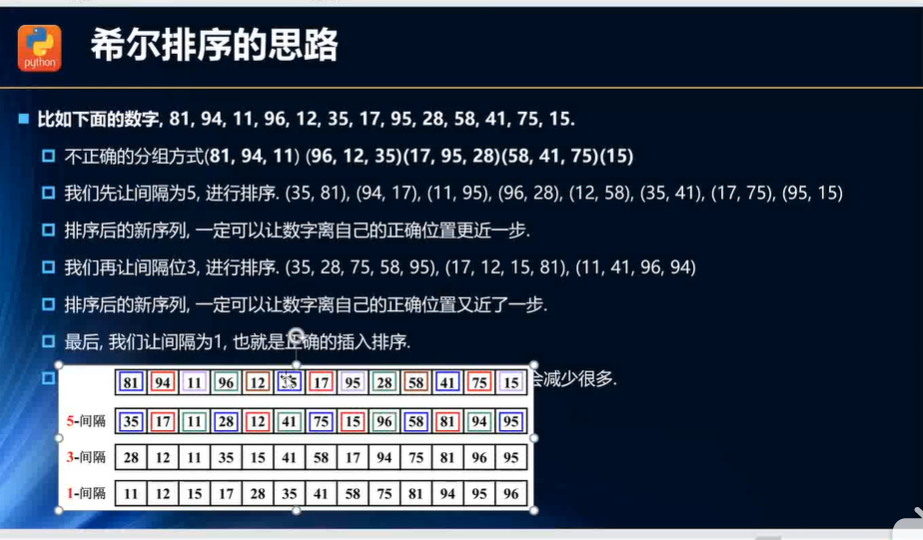 python
希尔排序的思路
比如下面的数字, 81, 94, 11, 96, 12, 35, 17, 95, 28, 58, 41, 75, 15.
不正确的分组方式(81, 94, 11) (96, 12, 35)(17, 95, 28)(58, 41, 75)(15)
我们先让间隔为5, 进行排序. (35, 81), (94, 17), (11, 95), (96, 28), (12, 58), (35, 41), (17, 75), (95, 15)
排序后的新序列, 一定可以让数字离自己的正确位置更近一步.
我们再让间隔位3, 进行排序. (35, 28, 75, 58, 95), (17, 12, 15, 81), (11, 41, 96, 94)
排序后的新序列, 一定可以让数字离自己的正确位置又近了一步.
最后, 我们让间隔为1, 也就是正确的插入排序.
会减少很多.
81 94 11 96 12 35 17 95 28 58 41 75 15
5-间隔 35 17 11 28 12 41 75 15 96 58 81 94 95
3-间隔 28 12 11 35 15 41 58 17 94 75 81 96 95
1-间隔 11 12 15 17 28 35 41 58 75 81 94 95 96